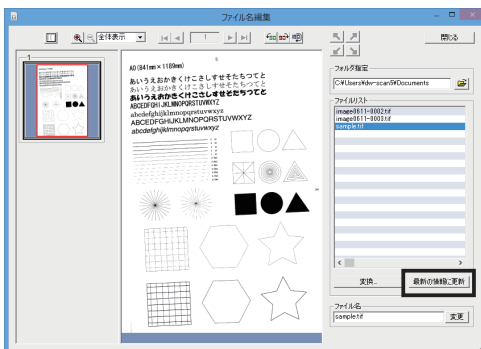 ファイル名編集
全体表示
1
閉じる
1
A0 (841mm×1189mm)
あいうえおかきくけこさしすせそたちつてと
あいうえおかきくけこさしすせそたちつてと
あいうえおかきくけこさしすせそたちつてと
ABCEDFGHIJKLMNOPQRSTUVWXYZ
abcdefghijklmnopqrstuvwxyz
ABCEDFGHIJKLMNOPQRSTUVWXYZ
abcdefghijklmnopqrstuvwxyz
フォルダ指定
C:¥Users¥dw-scan5¥Documents
ファイルリスト
image0611-0002.tif
image0611-0003.tif
sample.tif
変換...
最新の情報に更新
ファイル名
sample.tif
変更